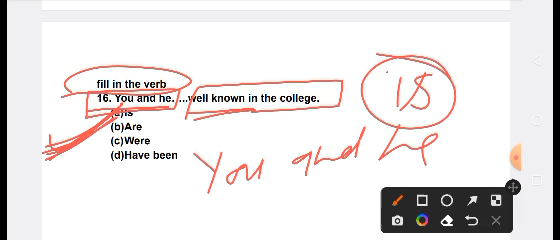 fill in the verb
16. You and he. ...well known in the college.
(a)Is
(b)Are
(c)Were
(d)Have been
is
You and he